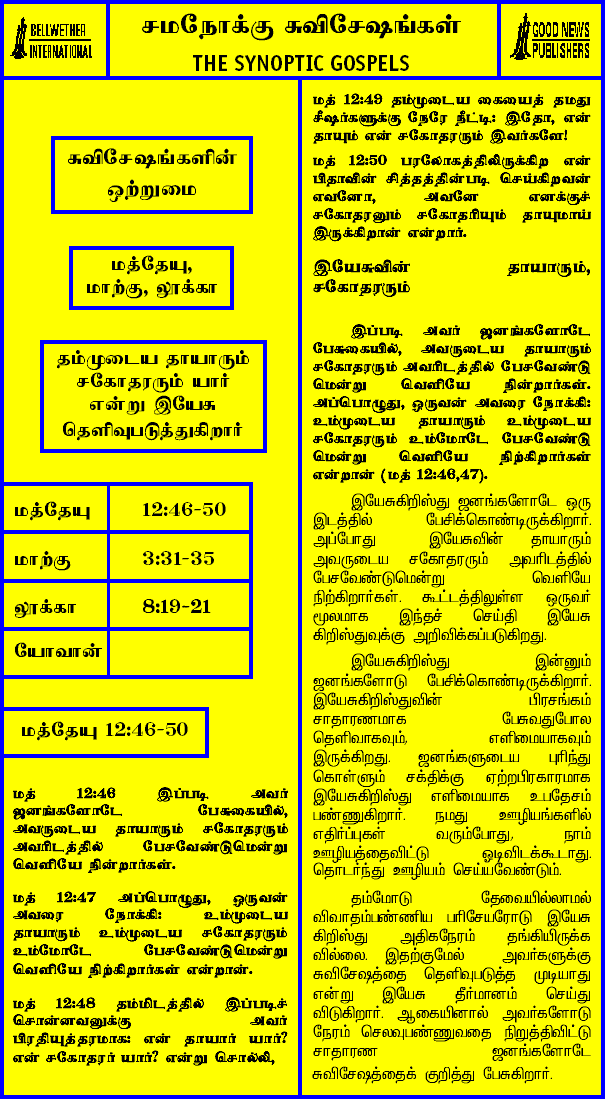 BELLWETHER
INTERNATIONAL
சமநோக்கு சுவிசேஷங்கள்
THE SYNOPTIC GOSPELS
GOOD NEWS
PUBLISHERS
சுவிசேஷங்களின்
ஒற்றுமை
மத்தேயு,
மாற்கு, லூக்கா
தம்முடைய தாயாரும்
சகோதரரும் யார்
என்று இயேசு
தெளிவுபடுத்துகிறார்
மத்தேயு 12:46-50
மாற்கு 3:31-35
லூக்கா 8:19-21
யோவான்
மத்தேயு 12:46-50
மத் 12:46 இப்படி அவர்
ஜனங்களோடே பேசுகையில்,
அவருடைய தாயாரும் சகோதரரும்
அவரிடத்தில் பேசவேண்டுமென்று
வெளியே நின்றார்கள்.
மத் 12:47 அப்பொழுது, ஒருவன்
அவரை நோக்கி: உம்முடைய
தாயாரும் உம்முடைய சகோதரரும்
உம்மோடே பேசவேண்டுமென்று
வெளியே நிற்கிறார்கள் என்றான்.
மத் 12:48 தம்மிடத்தில் இப்படிச்
சொன்னவனுக்கு அவர்
பிரதியுத்தரமாக: என் தாயார் யார்?
என் சகோதரர் யார்? என்று சொல்லி,
மத் 12:49 தம்முடைய கையைத் தமது
சீஷர்களுக்கு நேரே நீட்டி: இதோ, என்
தாயும் என் சகோதரரும் இவர்களே!
மத் 12:50 பரலோகத்திலிருக்கிற என்
பிதாவின் சித்தத்தின்படி செய்கிறவன்
எவனோ, அவனே எனக்குச்
சகோதரனும் சகோதரியும் தாயுமாய்
இருக்கிறான் என்றார்.
இயேசுவின் தாயாரும்,
சகோதரரும்
இப்படி அவர் ஜனங்களோடே
பேசுகையில், அவருடைய தாயாரும்
சகோதரரும் அவரிடத்தில் பேசவேண்டு
மென்று வெளியே நின்றார்கள்.
அப்பொழுது, ஒருவன் அவரை நோக்கி:
உம்முடைய தாயாரும் உம்முடைய
சகோதரரும் உம்மோடே பேசவேண்டு
மென்று வெளியே நிற்கிறார்கள்
என்றான் (மத் 12:46,47).
இயேசுகிறிஸ்து ஜனங்களோடே ஒரு
இடத்தில் பேசிக்கொண்டிருக்கிறார்.
அப்போது இயேசுவின் தாயாரும்
அவருடைய சகோதரரும் அவரிடத்தில்
பேசவேண்டுமென்று வெளியே
நிற்கிறார்கள். கூட்டத்திலுள்ள ஒருவர்
மூலமாக இந்தச் செய்தி இயேசு
கிறிஸ்துவுக்கு அறிவிக்கப்படுகிறது.
இயேசுகிறிஸ்து இன்னும்
ஜனங்களோடு பேசிக்கொண்டிருக்கிறார்.
இயேசுகிறிஸ்துவின் பிரசங்கம்
சாதாரணமாக பேசுவதுபோல
தெளிவாகவும், எளிமையாகவும்
இருக்கிறது. ஜனங்களுடைய புரிந்து
கொள்ளும் சக்திக்கு ஏற்றபிரகாரமாக
இயேசுகிறிஸ்து எளிமையாக உபதேசம்
பண்ணுகிறார். நமது ஊழியங்களில்
எதிர்ப்புகள் வரும்போது, நாம்
ஊழியத்தைவிட்டு ஓடிவிடக்கூடாது.
தொடர்ந்து ஊழியம் செய்யவேண்டும்.
தம்மோடு தேவையில்லாமல்
விவாதம்பண்ணிய பரிசேயரோடு இயேசு
கிறிஸ்து அதிகநேரம் தங்கியிருக்க
வில்லை. இதற்குமேல் அவர்களுக்கு
சுவிசேஷத்தை தெளிவுபடுத்த முடியாது
என்று இயேசு தீர்மானம் செய்து
விடுகிறார். ஆகையினால் அவர்களோடு
நேரம் செலவுபண்ணுவதை நிறுத்திவிட்டு
சாதாரண ஜனங்களோடே
சுவிசேஷத்தைக் குறித்து பேசுகிறார்.